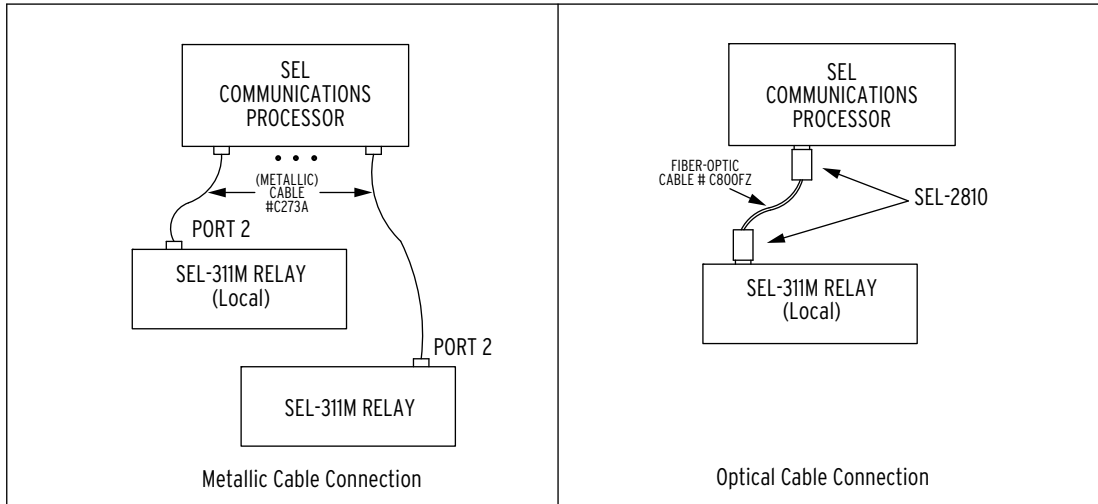 SEL
COMMUNICATIONS
PROCESSOR
(METALLIC)
CABLE
#C273A
PORT 2
SEL-311M RELAY
(Local)
PORT 2
SEL-311M RELAY
Metallic Cable Connection
SEL
COMMUNICATIONS
PROCESSOR
FIBER-OPTIC
CABLE # C800FZ
SEL-2810
SEL-311M RELAY
(Local)
Optical Cable Connection